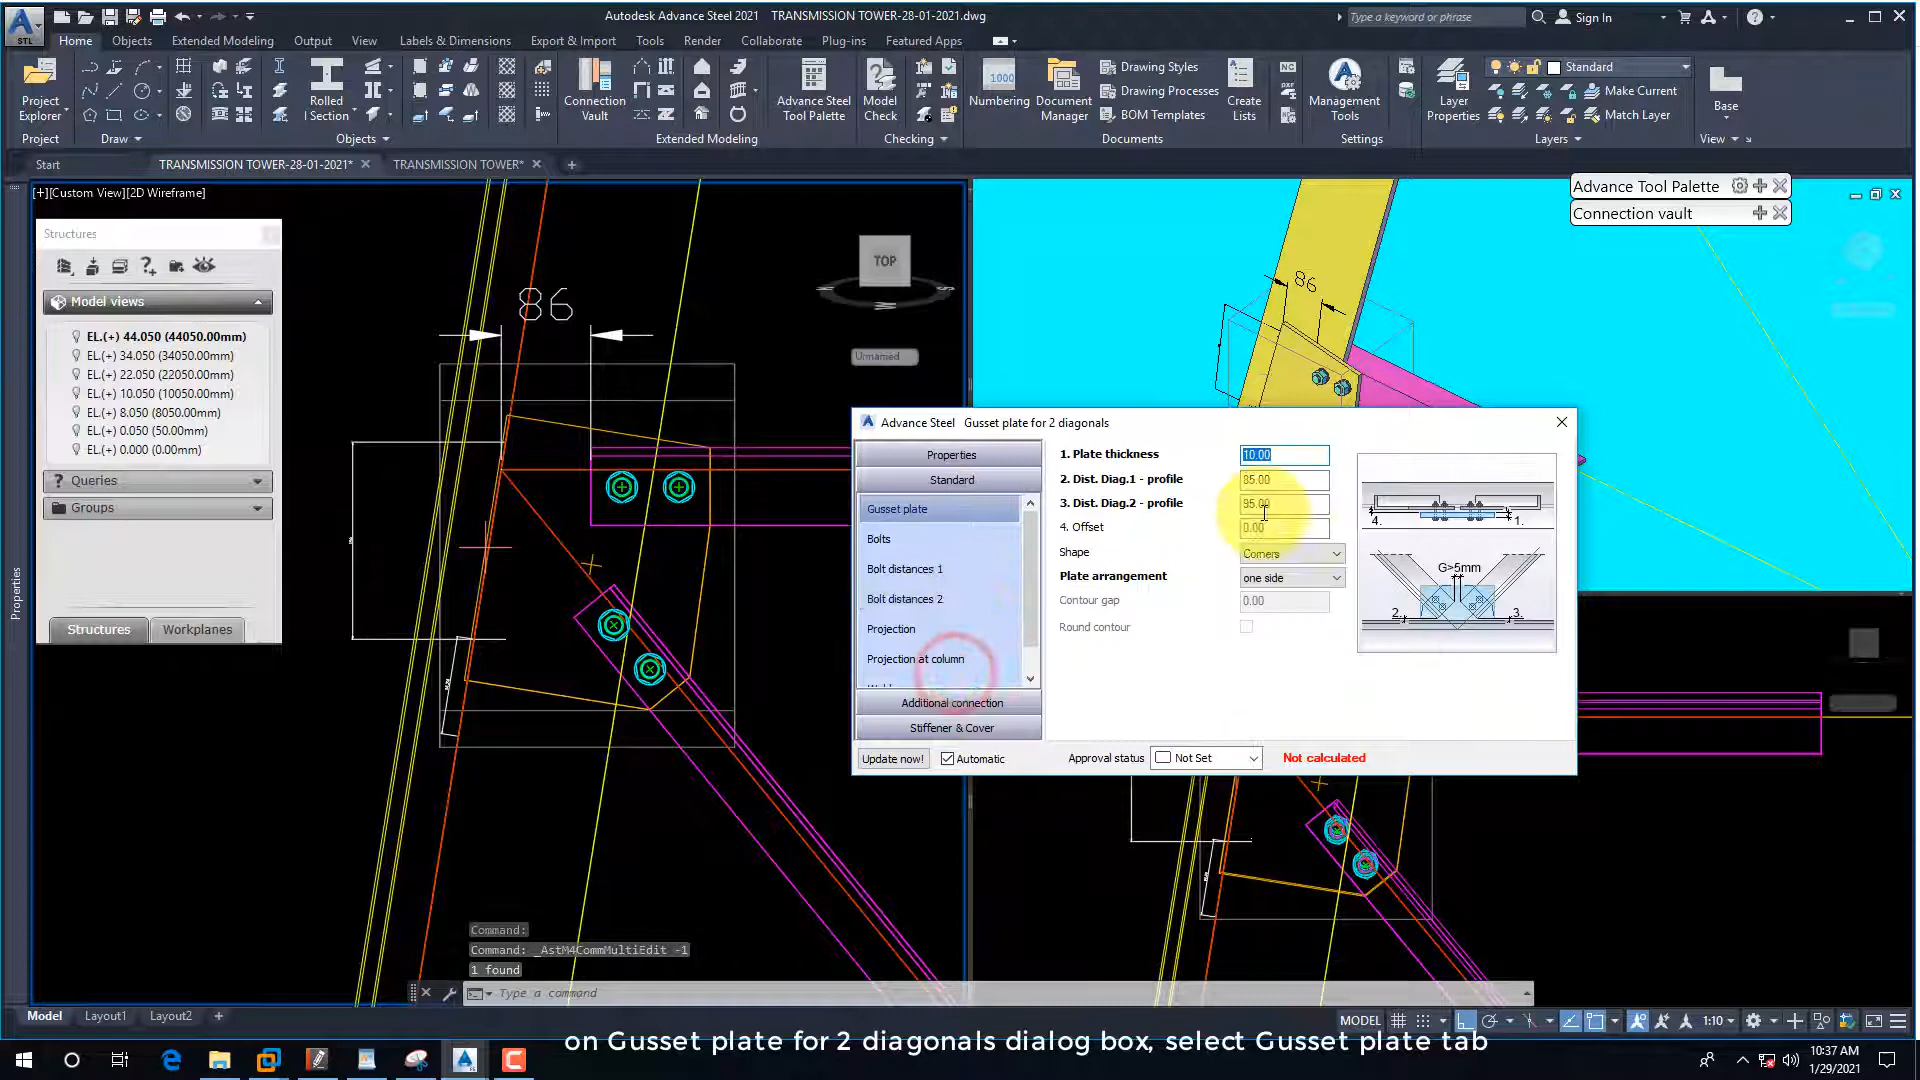 STL
Autodesk Advance Steel 2021 TRANSMISSION TOWER-28-01-2021.dwg
Type a keyword or phrase
Sign In
Home Objects Extended Modeling Output View Labels & Dimensions Export & Import Tools Render Collaborate Plug-ins Featured Apps
Project Explorer
Rolled I Section
Connection Vault
Advance Steel Tool Palette
Model Check
1000
Numbering
Document Manager
Drawing Styles
Drawing Processes
BOM Templates
Create Lists
NC
DXF
Management Tools
Layer Properties
Standard
Make Current
Match Layer
Base
Project Draw Objects Extended Modeling Checking Documents Settings Layers View
Start TRANSMISSION TOWER-28-01-2021* TRANSMISSION TOWER*
[+][Custom View][2D Wireframe]
Advance Tool Palette
Connection vault
Structures
Model views
EL.(+) 44.050 (44050.00mm)
EL.(+) 34.050 (34050.00mm)
EL.(+) 22.050 (22050.00mm)
EL.(+) 10.050 (10050.00mm)
EL.(+) 8.050 (8050.00mm)
EL.(+) 0.050 (50.00mm)
EL.(+) 0.000 (0.00mm)
Queries
Groups
Structures Workplanes
Properties
TOP
Unnamed
86
86
Advance Steel Gusset plate for 2 diagonals
Properties
Standard
Gusset plate
Bolts
Bolt distances 1
Bolt distances 2
Projection
Projection at column
Additional connection
Stiffener & Cover
1. Plate thickness 10.00
2. Dist. Diag.1 - profile 85.00
3. Dist. Diag.2 - profile 95.00
4. Offset 0.00
Shape Corners
Plate arrangement one side
Contour gap 0.00
Round contour
4. 1.
G>5mm
2. 3.
Update now! Automatic Approval status Not Set Not calculated
Command:
Command: _AstM4CommMultiEdit -1
1 found
Type a command
Model Layout1 Layout2
MODEL 1:10
on Gusset plate for 2 diagonals dialog box, select Gusset plate tab
10:37 AM
1/29/2021